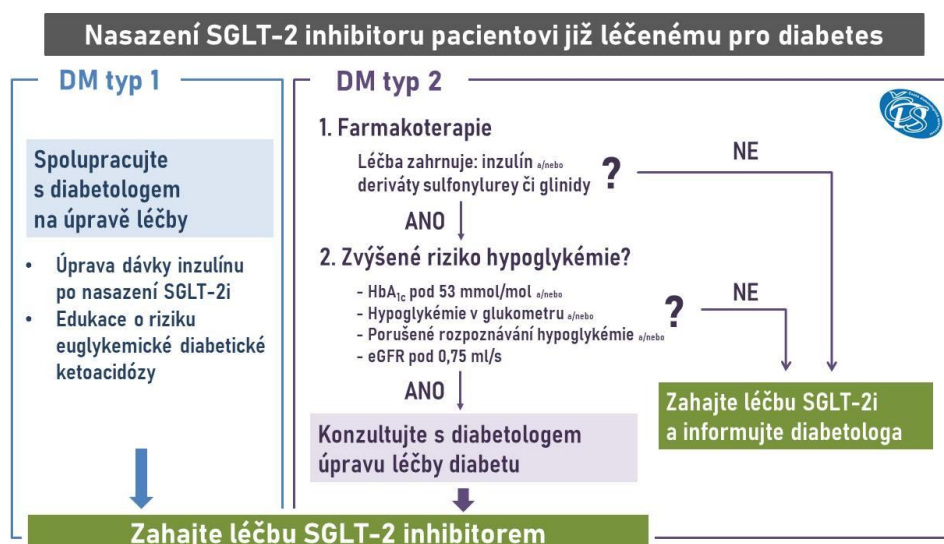 Nasazení SGLT-2 inhibitoru pacientovi již léčenému pro diabetes
DM typ 1
Spolupracujte
s diabetologem
na úpravě léčby
• Úprava dávky inzulínu
po nasazení SGLT-2i
• Edukace o riziku
euglykemické diabetické
ketoacidózy
DM typ 2
1. Farmakoterapie
Léčba zahrnuje: inzulín a/nebo
deriváty sulfonylurey či glinidy
?
NE
ANO
2. Zvýšené riziko hypoglykémie?
- HbA1c pod 53 mmol/mol a/nebo
- Hypoglykémie v glukometru a/nebo
- Porušené rozpoznávání hypoglykémie a/nebo
- eGFR pod 0,75 ml/s
?
NE
ANO
Konzultujte s diabetologem
úpravu léčby diabetu
Zahajte léčbu SGLT-2i
a informujte diabetologa
Zahajte léčbu SGLT-2 inhibitorem